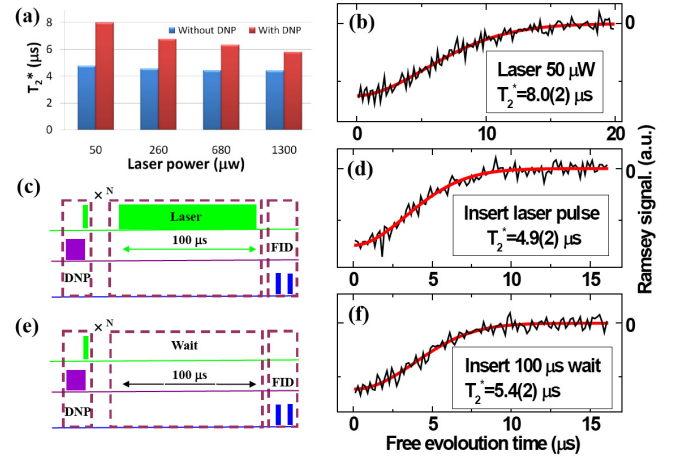 (a)
Without DNP
With DNP
T2* (μs)
8
6
4
2
0
50
260
680
1300
Laser power (μw)
(b)
0
Laser 50 μW
T2*=8.0(2) μs
0
10
20
(c)
× N
Laser
100 μs
DNP
FID
(d)
0
Insert laser pulse
T2*=4.9(2) μs
0
5
10
15
(e)
× N
Wait
100 μs
DNP
FID
(f)
0
Insert 100 μs wait
T2*=5.4(2) μs
0
5
10
15
Free evoloution time (μs)
Ramsey signal. (a.u.)